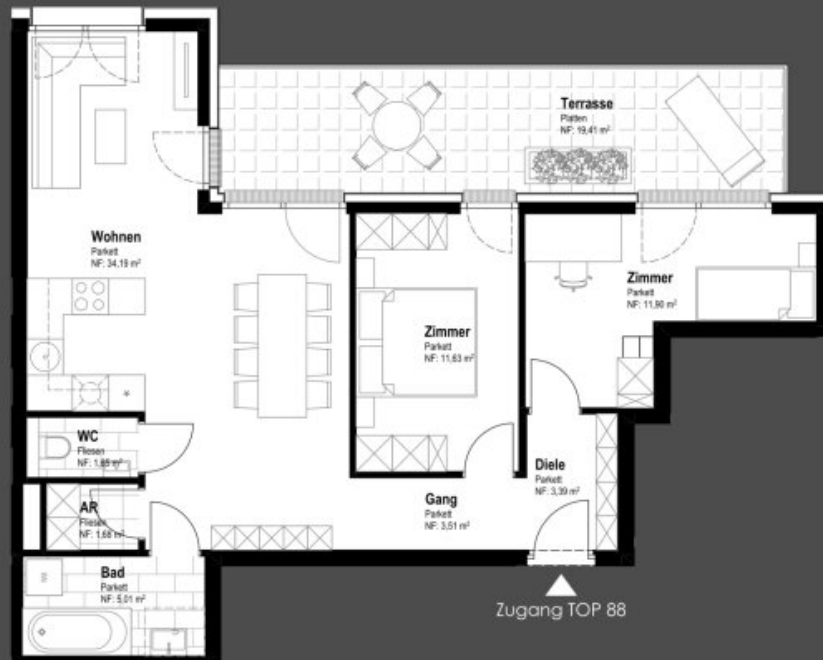 Terrasse
Platten
NF: 19,41 m²
Wohnen
Parkett
NF: 34,19 m²
Zimmer
Parkett
NF: 11,90 m²
Zimmer
Parkett
NF: 11,63 m²
WC
Fliesen
NF: 1,65 m²
Diele
Parkett
NF: 3,39 m²
Gang
Parkett
NF: 3,51 m²
AR
Fliesen
NF: 1,68 m²
Bad
Parkett
NF: 5,01 m²
Zugang TOP 88